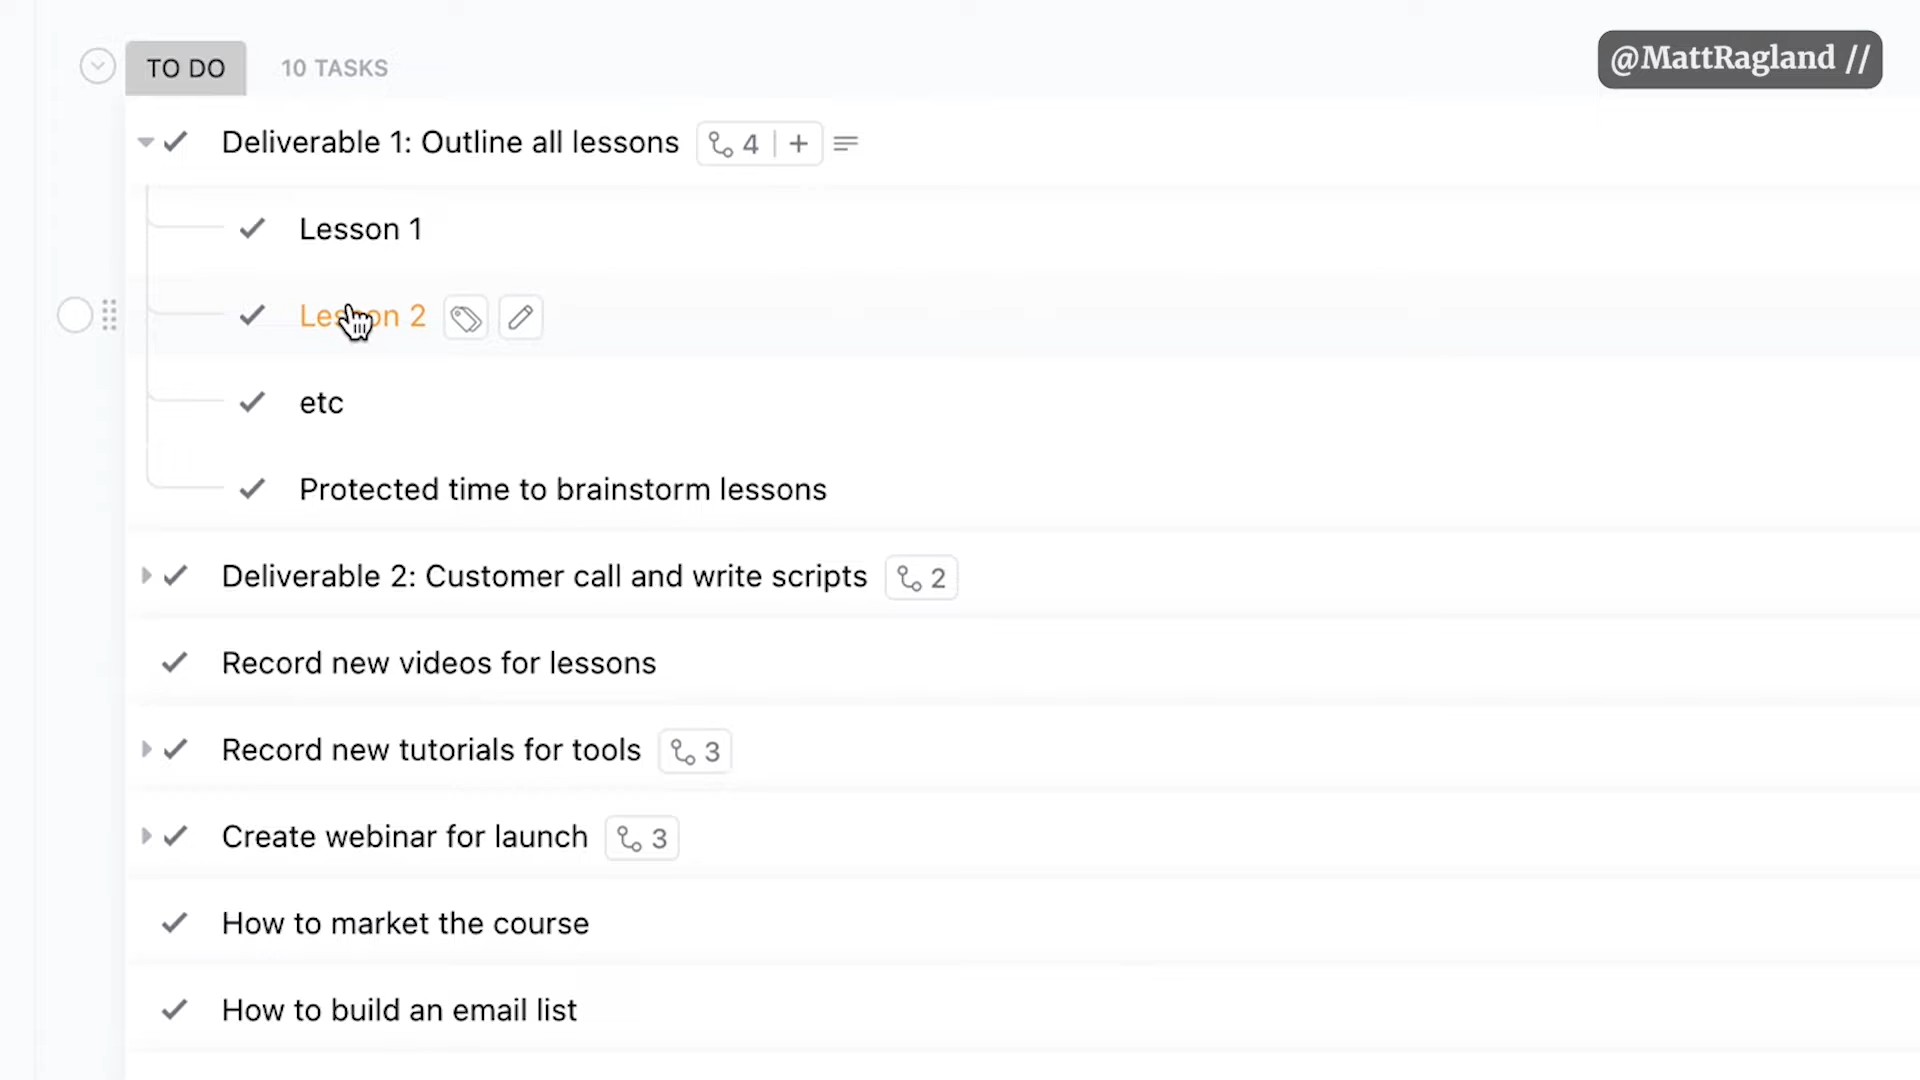 TO DO 10 TASKS
@MattRagland //
Deliverable 1: Outline all lessons 4 +
Lesson 1
Lesson 2
etc
Protected time to brainstorm lessons
Deliverable 2: Customer call and write scripts 2
Record new videos for lessons
Record new tutorials for tools 3
Create webinar for launch 3
How to market the course
How to build an email list